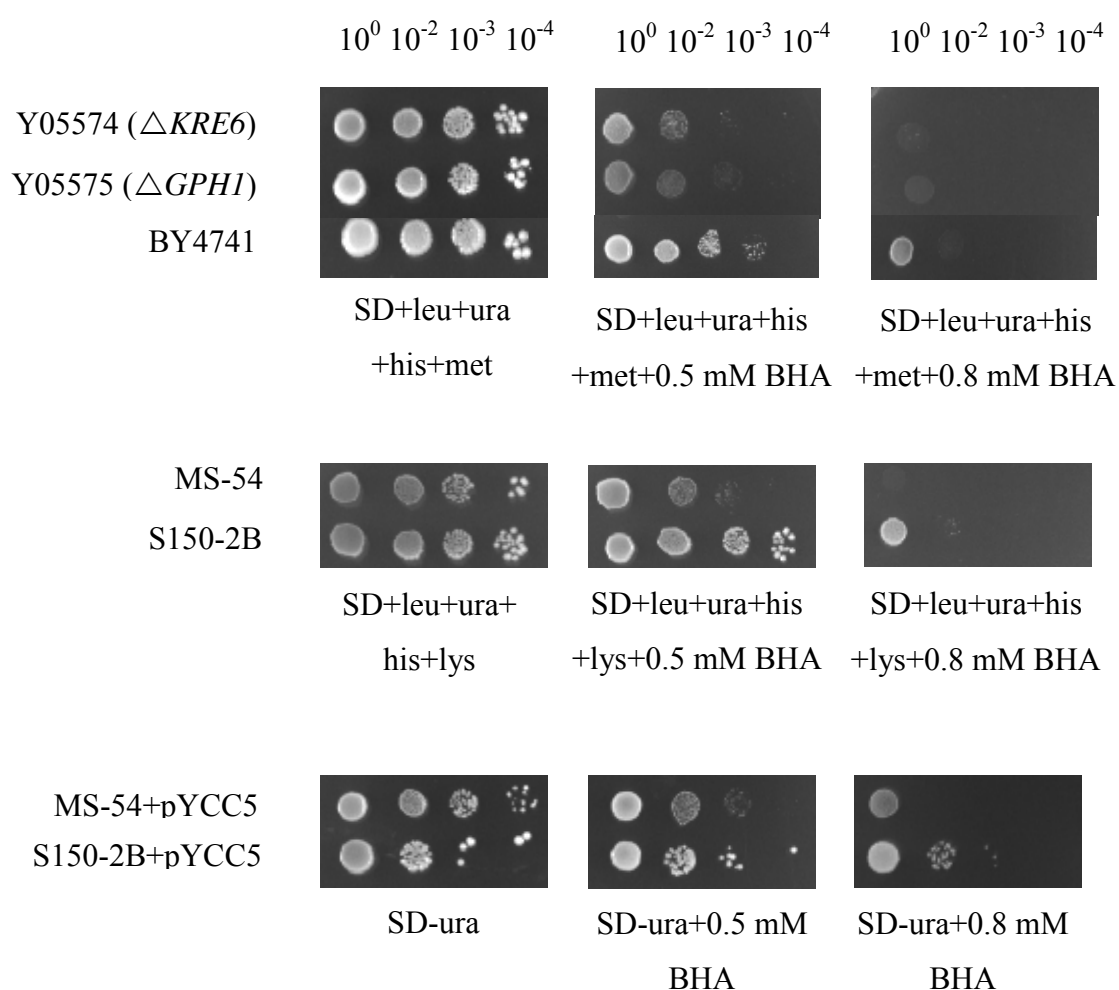 10⁰ 10⁻² 10⁻³ 10⁻⁴ 10⁰ 10⁻² 10⁻³ 10⁻⁴ 10⁰ 10⁻² 10⁻³ 10⁻⁴
Y05574 (△KRE6)
Y05575 (△GPH1)
BY4741
SD+leu+ura
+his+met
SD+leu+ura+his
+met+0.5 mM BHA
SD+leu+ura+his
+met+0.8 mM BHA
MS-54
S150-2B
SD+leu+ura+
his+lys
SD+leu+ura+his
+lys+0.5 mM BHA
SD+leu+ura+his
+lys+0.8 mM BHA
MS-54+pYCC5
S150-2B+pYCC5
SD-ura
SD-ura+0.5 mM
BHA
SD-ura+0.8 mM
BHA